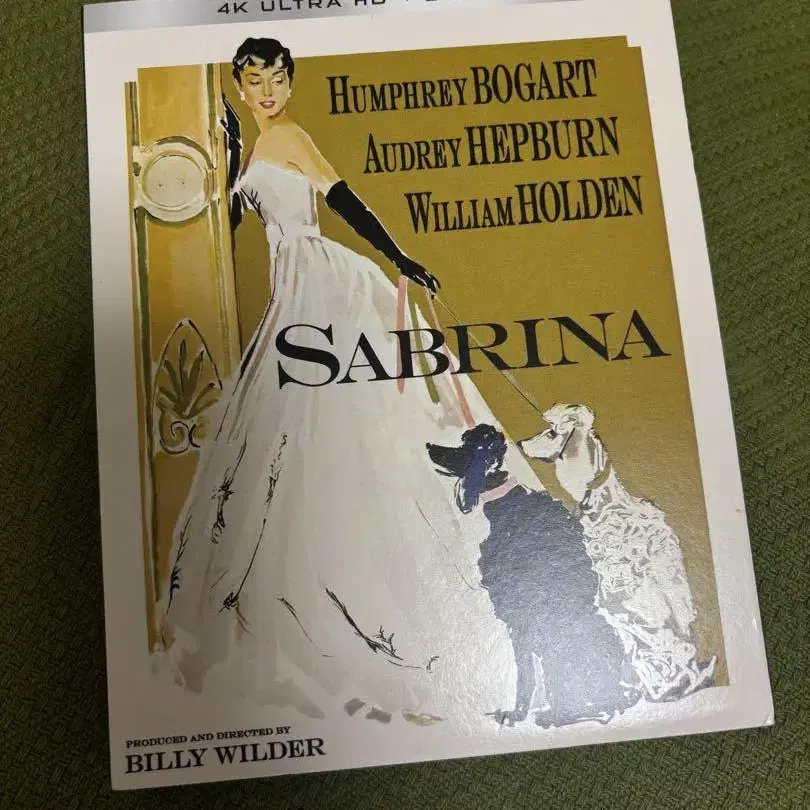 4K ULTRA HD
HUMPHREY BOGART
AUDREY HEPBURN
WILLIAM HOLDEN
SABRINA
PRODUCED AND DIRECTED BY
BILLY WILDER